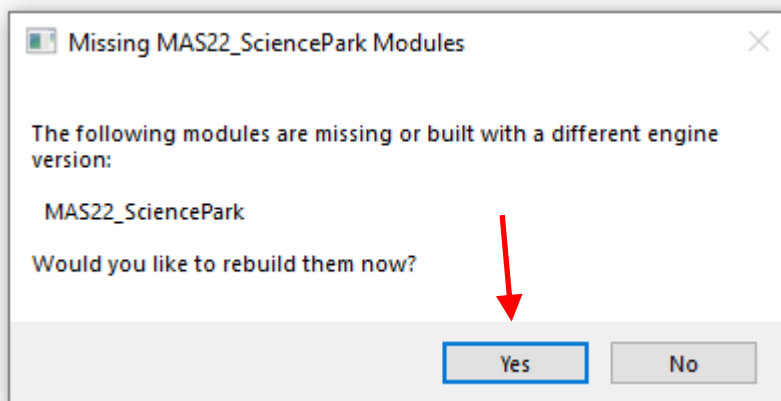 Missing MAS22_SciencePark Modules
The following modules are missing or built with a different engine
version:
MAS22_SciencePark
Would you like to rebuild them now?
Yes
No